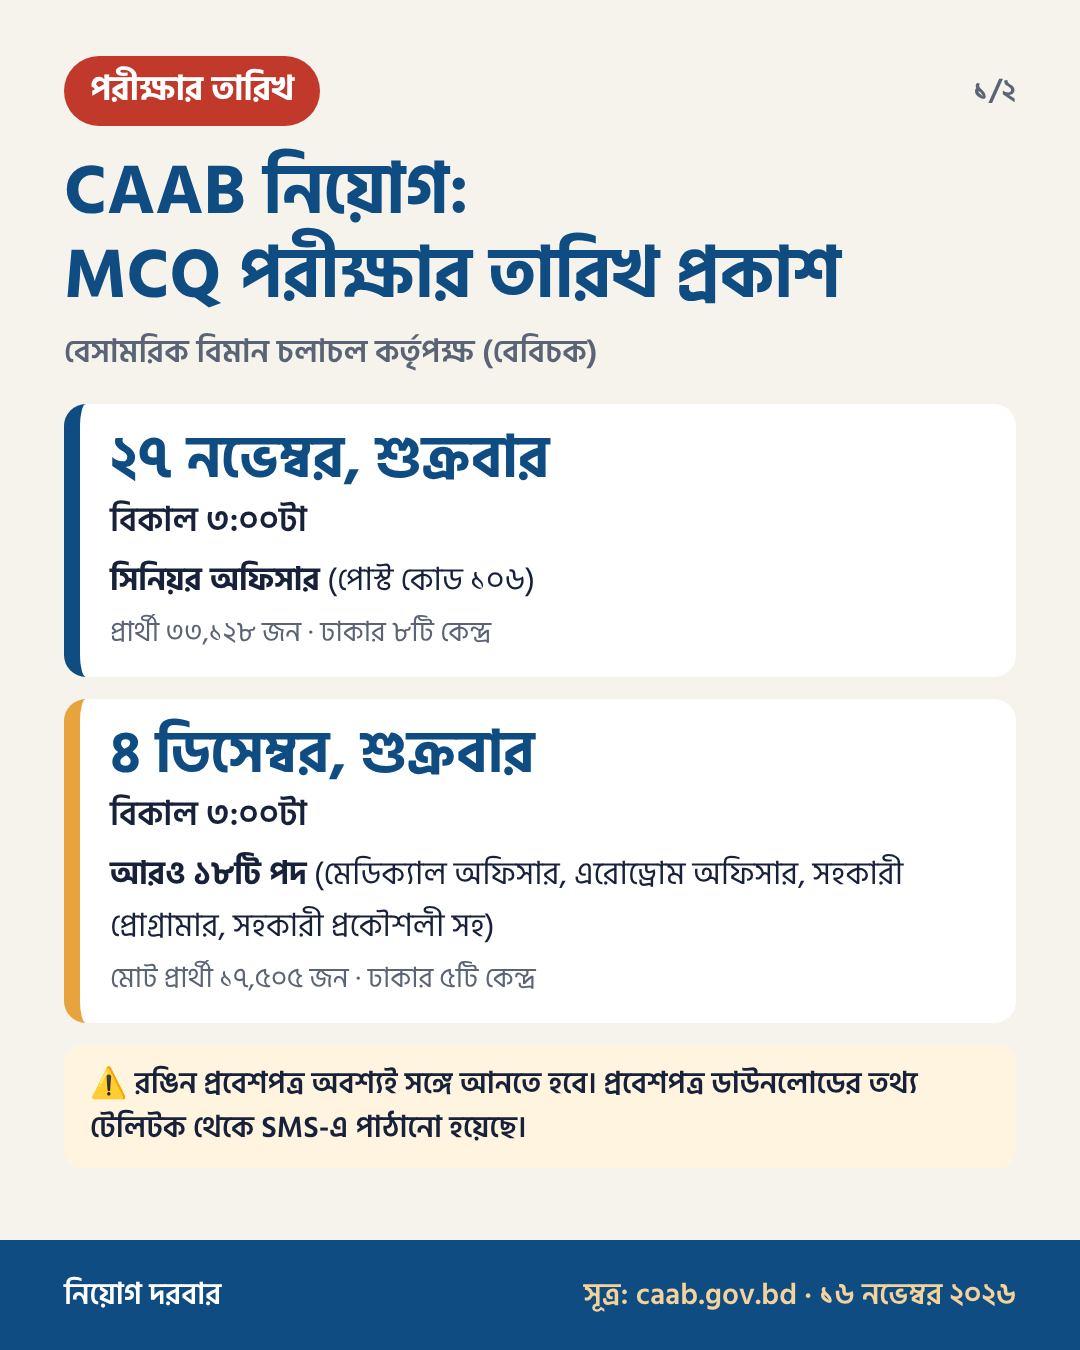 পরীক্ষার তারিখ
১/২
CAAB নিয়োগ:
MCQ পরীক্ষার তারিখ প্রকাশ
বেসামরিক বিমান চলাচল কর্তৃপক্ষ (বেবিচক)
২৭ নভেম্বর, শুক্রবার
বিকাল ৩:০০টা
সিনিয়র অফিসার (পোস্ট কোড ১০৬)
প্রার্থী ৩৩,১২৮ জন · ঢাকার ৮টি কেন্দ্র
৪ ডিসেম্বর, শুক্রবার
বিকাল ৩:০০টা
আরও ১৮টি পদ (মেডিক্যাল অফিসার, এরোড্রোম অফিসার, সহকারী
প্রোগ্রামার, সহকারী প্রকৌশলী সহ)
মোট প্রার্থী ১৭,৫০৫ জন · ঢাকার ৫টি কেন্দ্র
⚠️ রঙিন প্রবেশপত্র অবশ্যই সঙ্গে আনতে হবে। প্রবেশপত্র ডাউনলোডের তথ্য
টেলিটক থেকে SMS-এ পাঠানো হয়েছে।
নিয়োগ দরবার
সূত্র: caab.gov.bd · ১৬ নভেম্বর ২০২৬